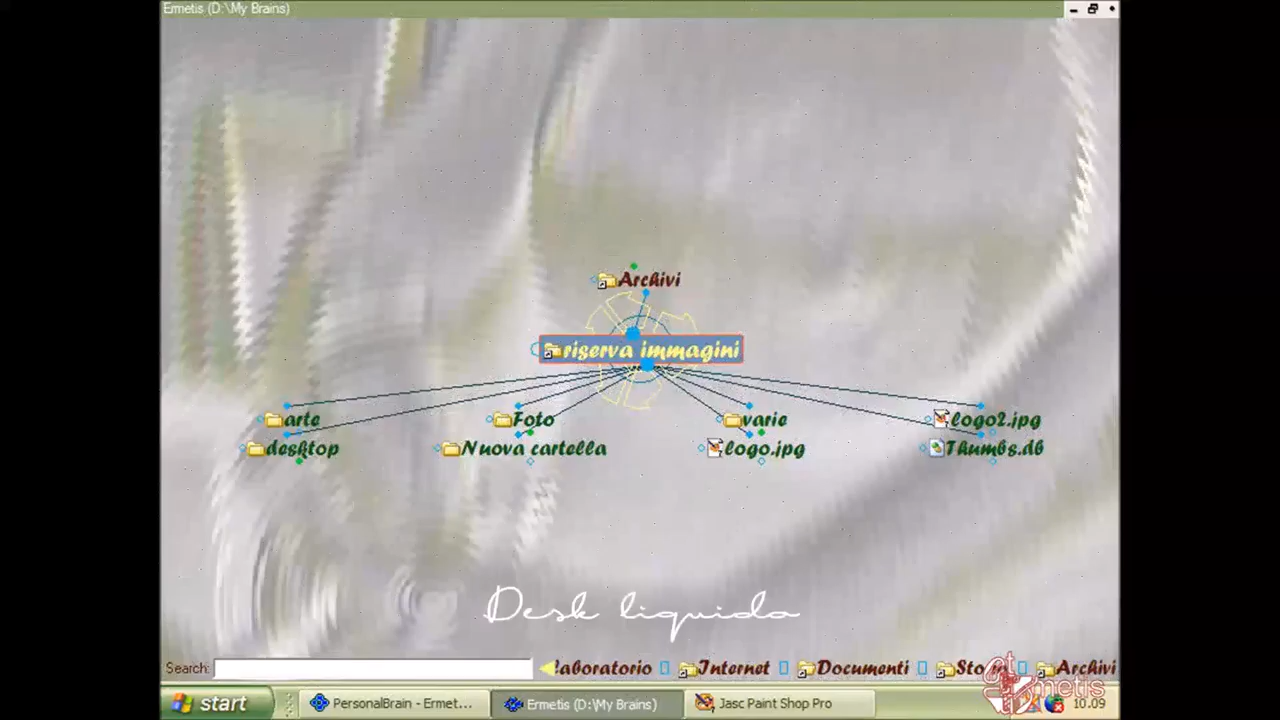 Ermetis (D:\My Brains)
Archivi
riserva immagini
arte
Foto
varie
logo2.jpg
desktop
Nuova cartella
logo.jpg
Thumbs.db
Desk liquido
Search: laboratorio Internet Documenti Archivi
start PersonalBrain - Ermet... Ermetis (D:\My Brains) Jasc Paint Shop Pro 10.09